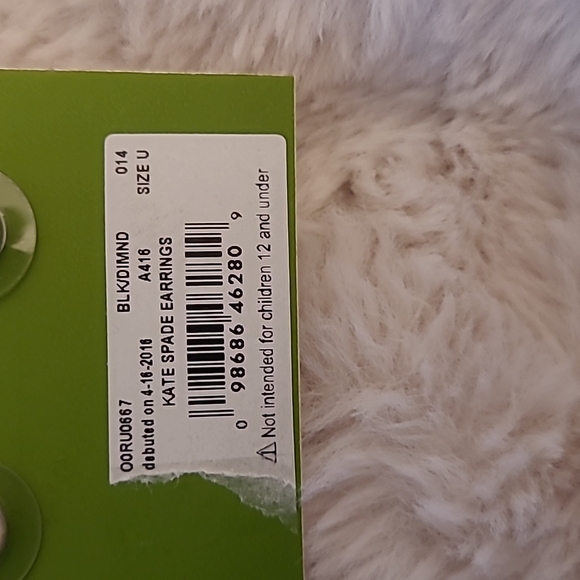 OORU0667 BLK/DIMND 014
debuted on 4-16-2016 A416 SIZE U
KATE SPADE EARRINGS
0 98686 46280 9
⚠ Not intended for children 12 and under